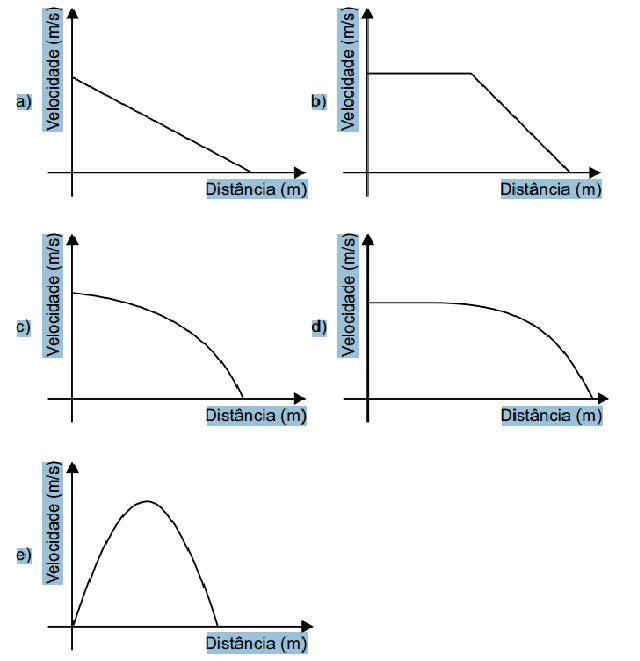 a)
Velocidade (m/s)
Distância (m)
b)
Velocidade (m/s)
Distância (m)
c)
Velocidade (m/s)
Distância (m)
d)
Velocidade (m/s)
Distância (m)
e)
Velocidade (m/s)
Distância (m)